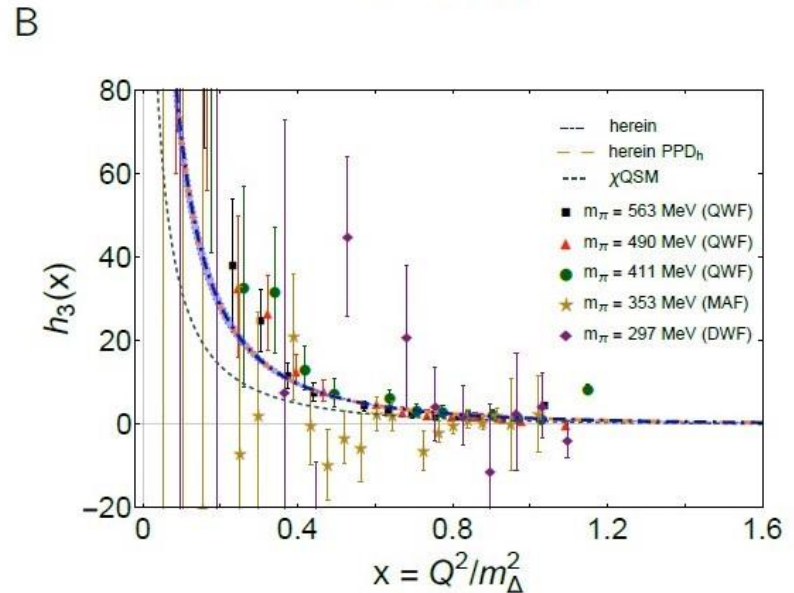 B
80
60
40
20
0
−20
h₃(x)
herein
herein PPDₕ
χQSM
mπ = 563 MeV (QWF)
mπ = 490 MeV (QWF)
mπ = 411 MeV (QWF)
mπ = 353 MeV (MAF)
mπ = 297 MeV (DWF)
0 0.4 0.8 1.2 1.6
x = Q²/m²Δ